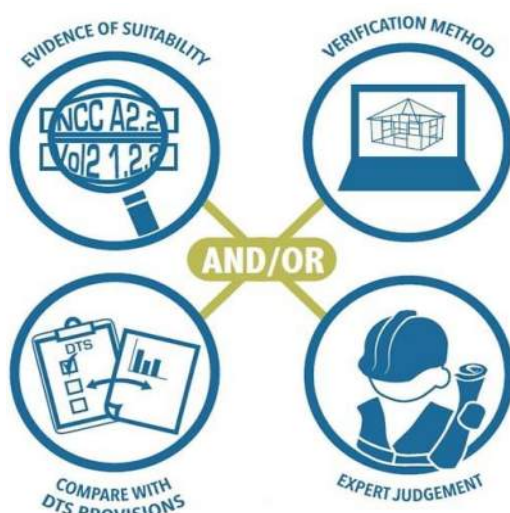 EVIDENCE OF SUITABILITY
VERIFICATION METHOD
NCC A2.2
Vol2 1.2.2
AND/OR
DTS
COMPARE WITH
DTS PROVISIONS
EXPERT JUDGEMENT